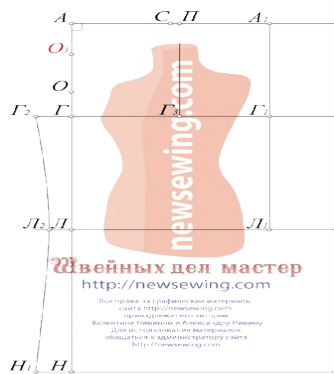 А С П А₁
О₁
О
Г₂ Г Г₃ Г₁
newsewing.com
Л₂ Л Л₁
Швейных дел мастер
http://newsewing.com
Все права на графические материалы
сайта http://newsewing.com
принадлежат его авторам
Валентине Нивиной и Александру Нивину
Для использования материалов
обращаться к администратору сайта
http://newsewing.com
Н₁ Н